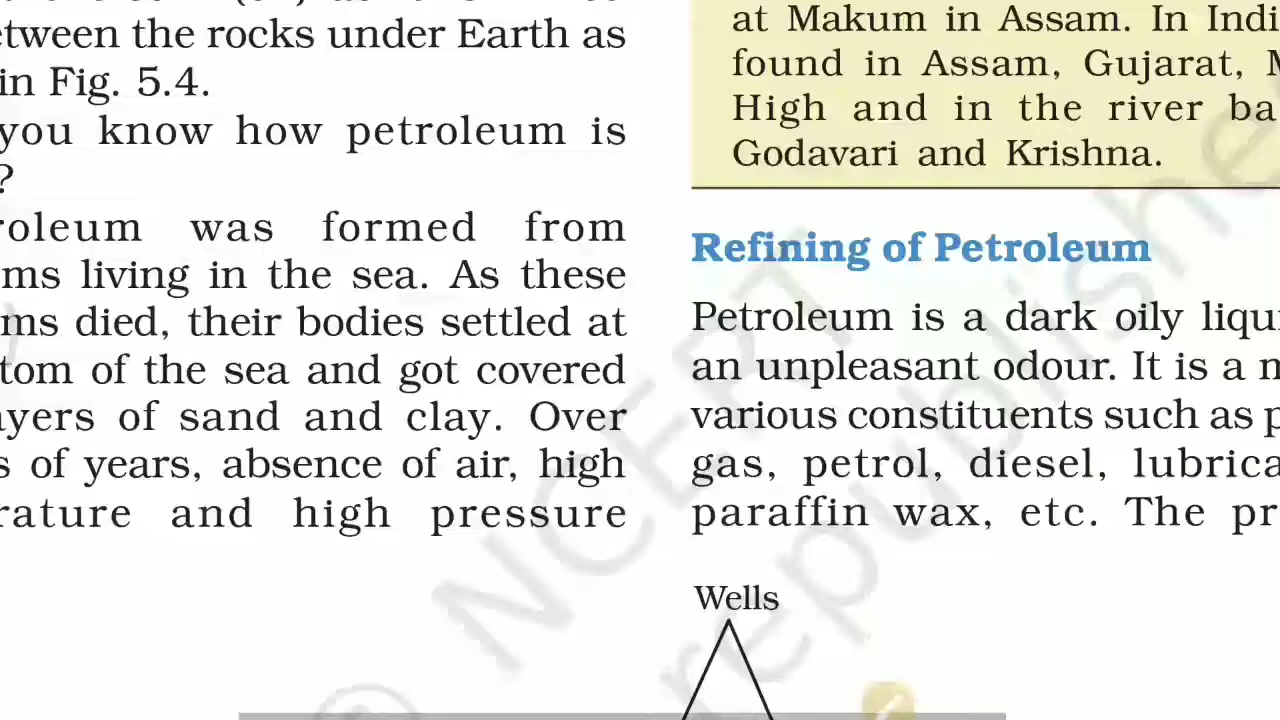 etween the rocks under Earth as
in Fig. 5.4.
you know how petroleum is
?
roleum was formed from
ms living in the sea. As these
ms died, their bodies settled at
tom of the sea and got covered
ayers of sand and clay. Over
s of years, absence of air, high
rature and high pressure
at Makum in Assam. In Indi
found in Assam, Gujarat, M
High and in the river ba
Godavari and Krishna.
Refining of Petroleum
Petroleum is a dark oily liqui
an unpleasant odour. It is a m
various constituents such as p
gas, petrol, diesel, lubrica
paraffin wax, etc. The pr
Wells
© NCERT
republishe